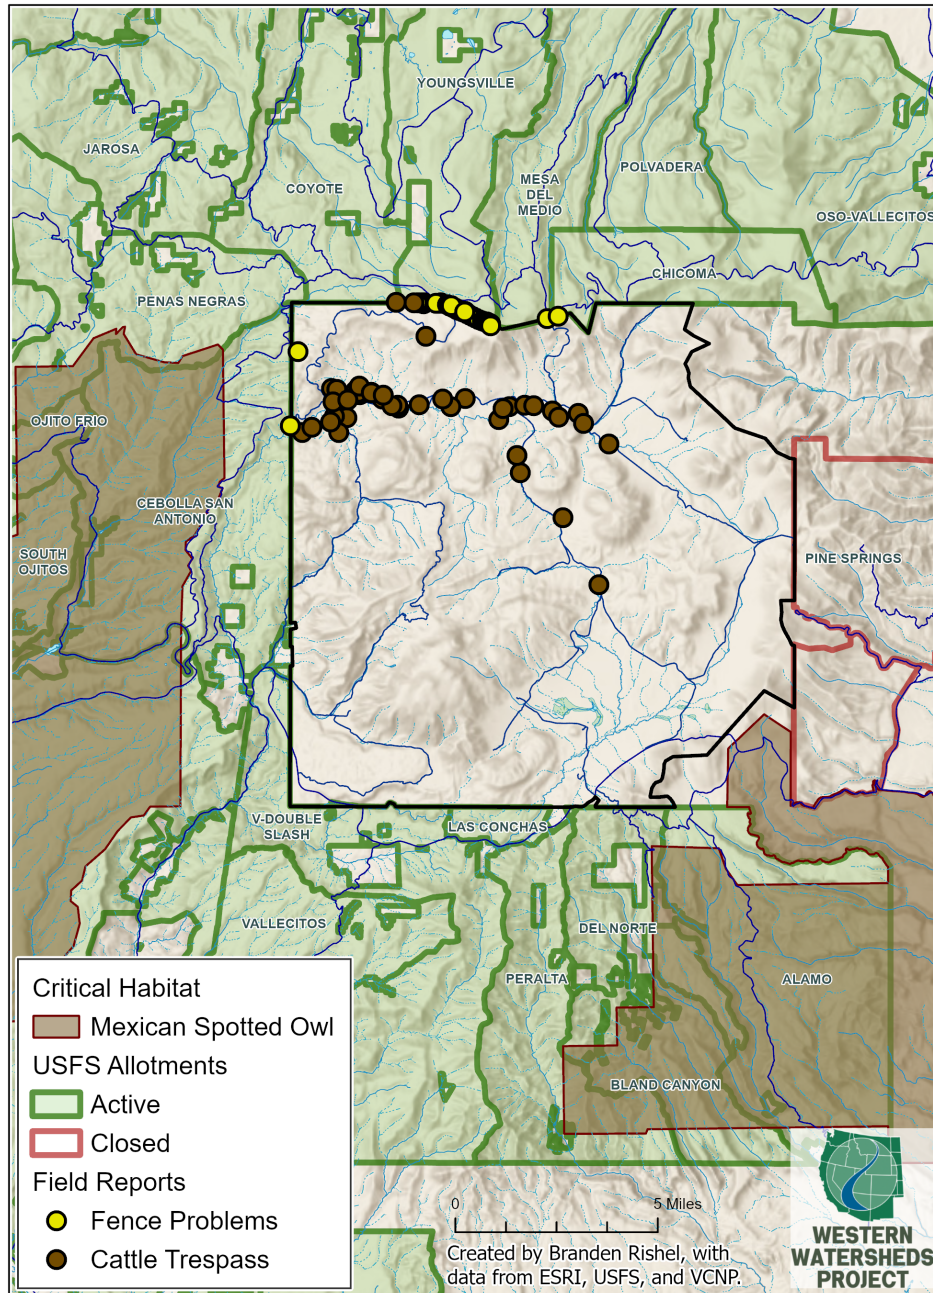 YOUNGSVILLE
JAROSA
COYOTE
MESA
DEL
MEDIO
POLVADERA
OSO-VALLECITOS
PENAS NEGRAS
CHICOMA
OJITO FRIO
CEBOLLA SAN
ANTONIO
SOUTH
OJITOS
PINE SPRINGS
V-DOUBLE
SLASH
LAS CONCHAS
VALLECITOS
DEL NORTE
PERALTA
ALAMO
BLAND CANYON
Critical Habitat
Mexican Spotted Owl
USFS Allotments
Active
Closed
Field Reports
Fence Problems
Cattle Trespass
0 5 Miles
Created by Branden Rishel, with
data from ESRI, USFS, and VCNP.
WESTERN
WATERSHEDS
PROJECT